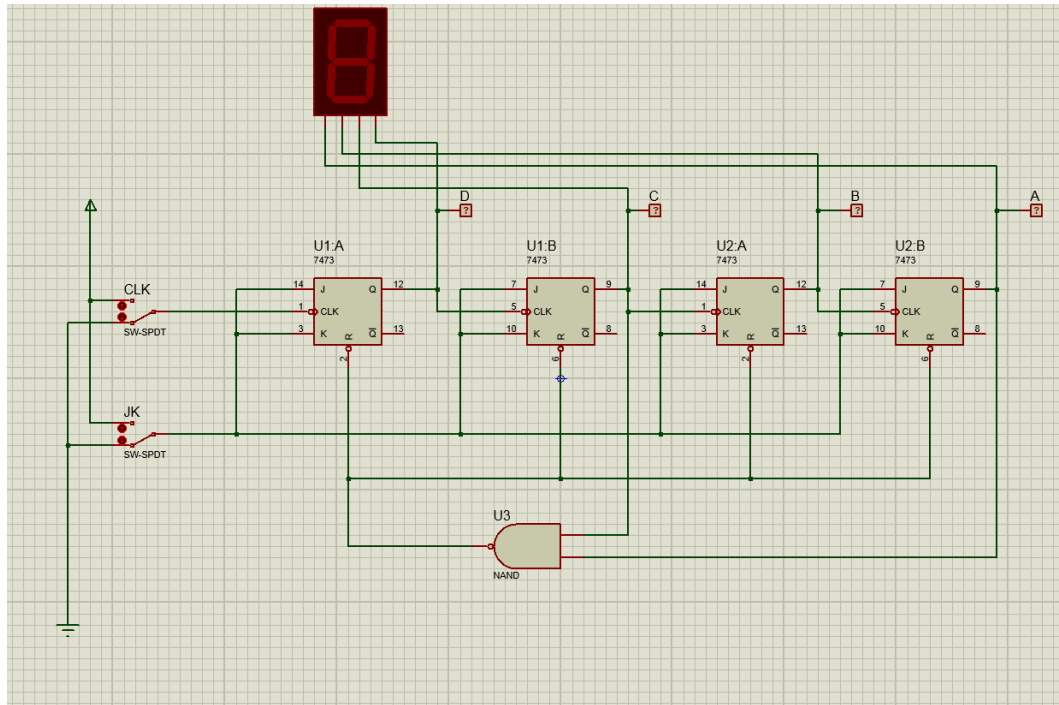 D
C
B
A
U1:A
7473
U1:B
7473
U2:A
7473
U2:B
7473
14 J Q 12
1 CLK
3 K Q 13
R
2
7 J Q 9
5 CLK
10 K Q 8
R
6
14 J Q 12
1 CLK
3 K Q 13
R
2
7 J Q 9
5 CLK
10 K Q 8
R
6
?
?
?
?
CLK
SW-SPDT
JK
SW-SPDT
U3
NAND